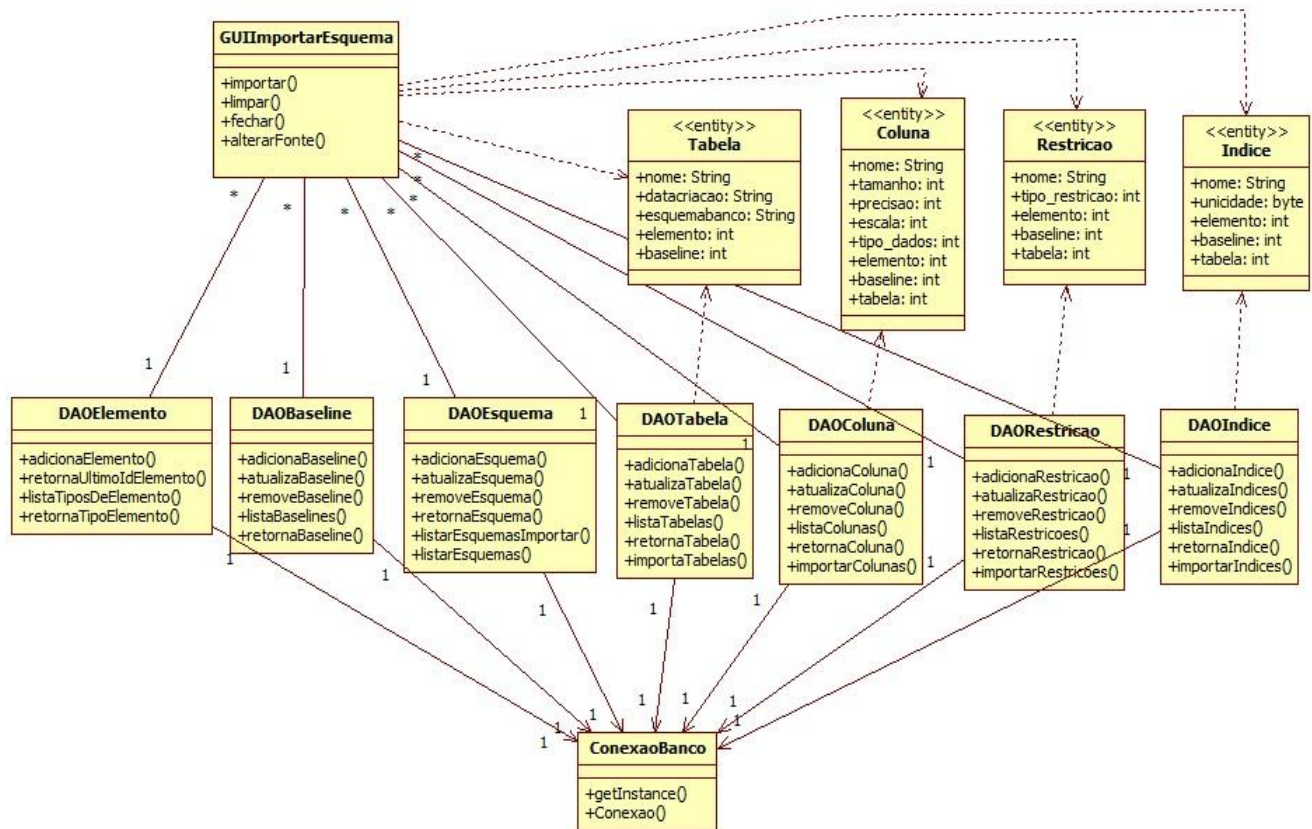 GUIImportarEsquema
+importar()
+limpar()
+fechar()
+alterarFonte()
<<entity>>
Tabela
+nome: String
+datacriacao: String
+esquemabanco: String
+elemento: int
+baseline: int
<<entity>>
Coluna
+nome: String
+tamanho: int
+precisao: int
+escala: int
+tipo_dados: int
+elemento: int
+baseline: int
+tabela: int
<<entity>>
Restricao
+nome: String
+tipo_restricao: int
+elemento: int
+baseline: int
+tabela: int
<<entity>>
Indice
+nome: String
+unicidade: byte
+elemento: int
+baseline: int
+tabela: int
*
*
*
*
*
*
*
1
1
1
1
1
1
1
DAOElemento
+adicionaElemento()
+retornaUltimoIdElemento()
+listaTiposDeElemento()
+retornaTipoElemento()
DAOBaseline
+adicionaBaseline()
+atualizaBaseline()
+removeBaseline()
+listaBaselines()
+retornaBaseline()
DAOEsquema
+adicionaEsquema()
+atualizaEsquema()
+removeEsquema()
+retornaEsquema()
+listarEsquemasImportar()
+listarEsquemas()
DAOTabela
+adicionaTabela()
+atualizaTabela()
+removeTabela()
+listaTabelas()
+retornaTabela()
+importaTabelas()
DAOColuna
+adicionaColuna()
+atualizaColuna()
+removeColuna()
+listaColunas()
+retornaColuna()
+importarColunas()
DAORestricao
+adicionaRestricao()
+atualizaRestricao()
+removeRestricao()
+listaRestricoes()
+retornaRestricao()
+importarRestricoes()
DAOIndice
+adicionaIndice()
+atualizaIndices()
+removeIndices()
+listaIndices()
+retornaIndice()
+importarIndices()
1
1
1
1
1
1
1
1
1
1
1
1
1
1
ConexaoBanco
+getInstance()
+Conexao()